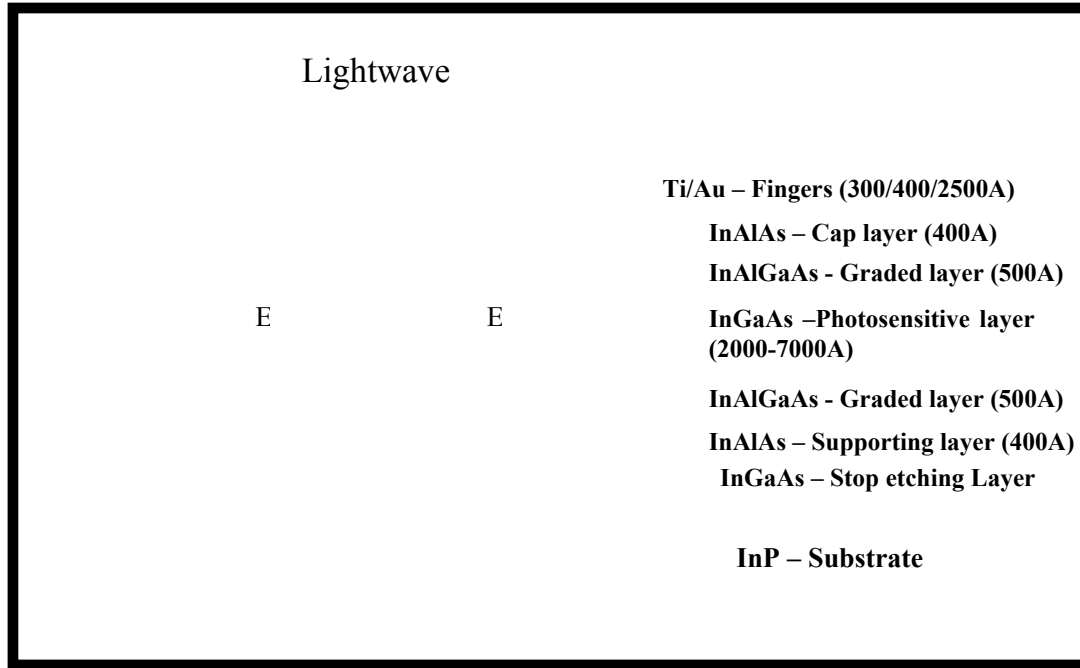 Lightwave
Ti/Au – Fingers (300/400/2500A)
InAlAs – Cap layer (400A)
InAlGaAs - Graded layer (500A)
E E
InGaAs –Photosensitive layer
(2000-7000A)
InAlGaAs - Graded layer (500A)
InAlAs – Supporting layer (400A)
InGaAs – Stop etching Layer
InP – Substrate